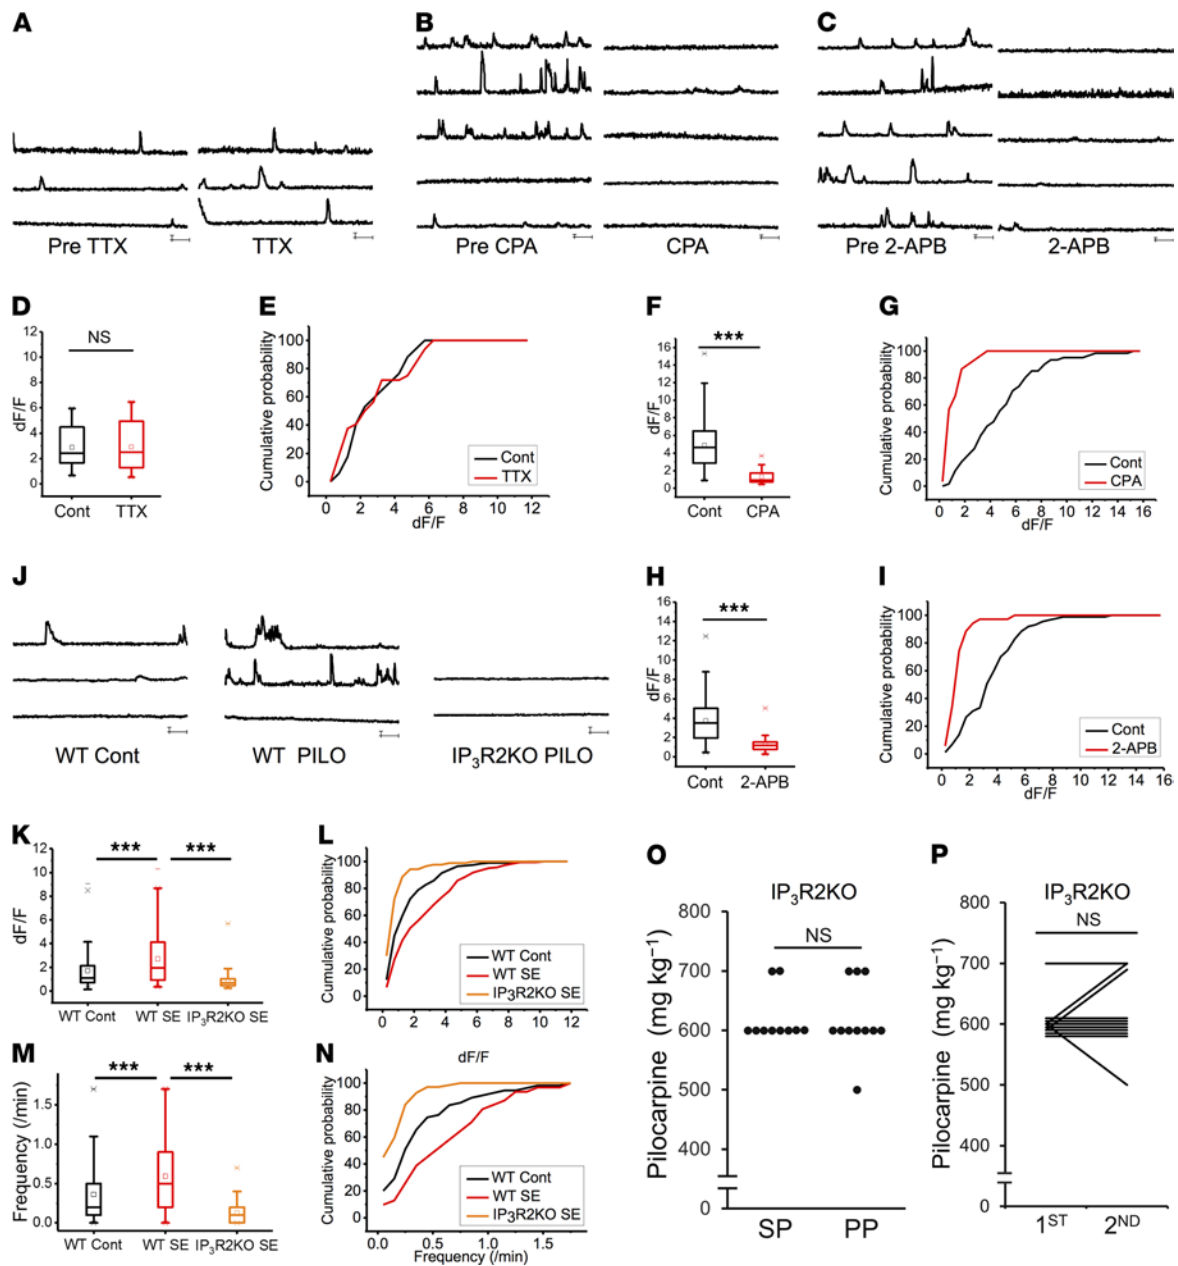 A
B
C
Pre TTX
TTX
Pre CPA
CPA
Pre 2-APB
2-APB
D
NS
dF/F
12
10
8
6
4
2
0
Cont
TTX
E
Cumulative probability
100
80
60
40
20
0
Cont
TTX
0 2 4 6 8 10 12
dF/F
F
***
dF/F
16
14
12
10
8
6
4
2
0
Cont
CPA
G
Cumulative probability
100
80
60
40
20
0
Cont
CPA
0 2 4 6 8 10 12 14 16
dF/F
J
WT Cont
WT PILO
IP₃R2KO PILO
H
***
dF/F
16
14
12
10
8
6
4
2
0
Cont
2-APB
I
Cumulative probability
100
80
60
40
20
0
Cont
2-APB
0 2 4 6 8 10 12 14 16
dF/F
K
*** ***
dF/F
12
10
8
6
4
2
0
WT Cont
WT SE
IP₃R2KO SE
L
Cumulative probability
100
80
60
40
20
0
WT Cont
WT SE
IP₃R2KO SE
0 2 4 6 8 10 12
dF/F
M
*** ***
Frequency (/min)
1.5
1.0
0.5
0.0
WT Cont
WT SE
IP₃R2KO SE
N
Cumulative probability
100
80
60
40
20
0
WT Cont
WT SE
IP₃R2KO SE
0.0 0.5 1.0 1.5
Frequency (/min)
O
IP₃R2KO
NS
Pilocarpine (mg kg⁻¹)
800
700
600
500
400
0
SP
PP
P
IP₃R2KO
NS
Pilocarpine (mg kg⁻¹)
800
700
600
500
400
0
1ST
2ND